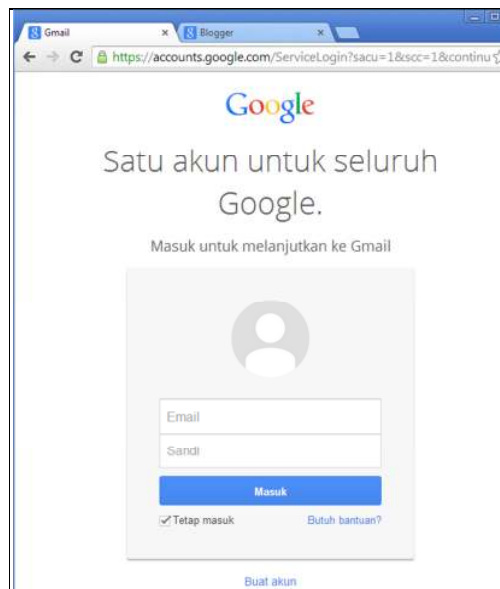 Gmail
Blogger
https://accounts.google.com/ServiceLogin?sacu=1&scc=1&continu
Google
Satu akun untuk seluruh
Google.
Masuk untuk melanjutkan ke Gmail
Email
Sandi
Masuk
Tetap masuk Butuh bantuan?
Buat akun